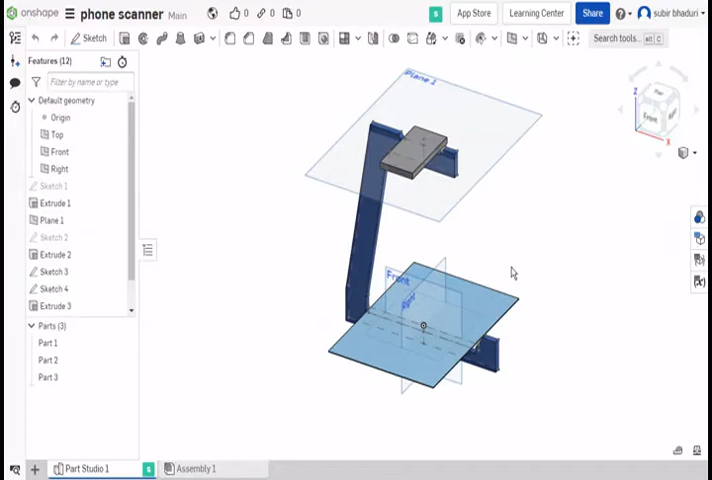 onshape phone scanner Main 0 0 0 S App Store Learning Center Share subir bhaduri
Sketch Search tools... alt C
Features (12)
Filter by name or type
Default geometry
Origin
Top
Front
Right
Sketch 1
Extrude 1
Plane 1
Sketch 2
Extrude 2
Sketch 3
Sketch 4
Extrude 3
Parts (3)
Part 1
Part 2
Part 3
Plane 1
Front
Z
Front
X
Part Studio 1 S Assembly 1